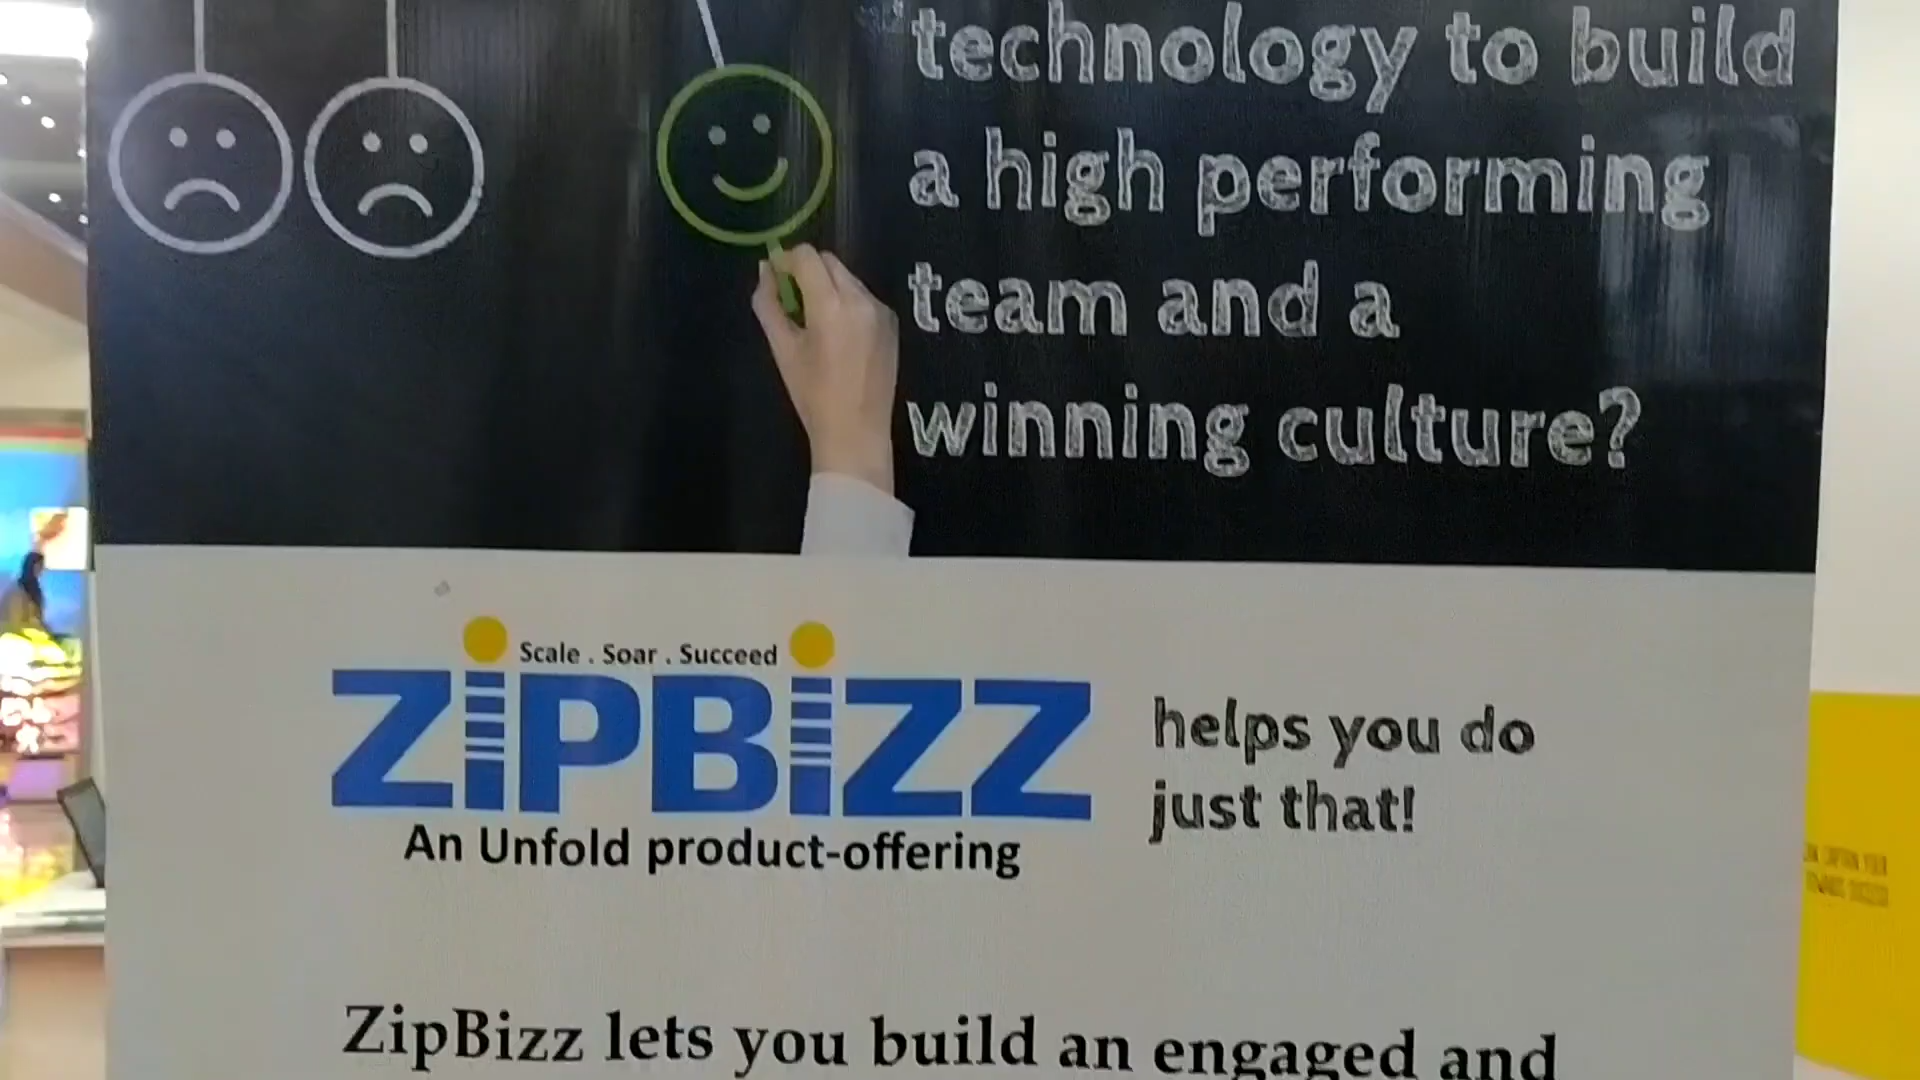 technology to build
a high performing
team and a
winning culture?
Scale . Soar . Succeed
ZiPBiZZ
helps you do
just that!
An Unfold product-offering
ZipBizz lets you build an engaged and